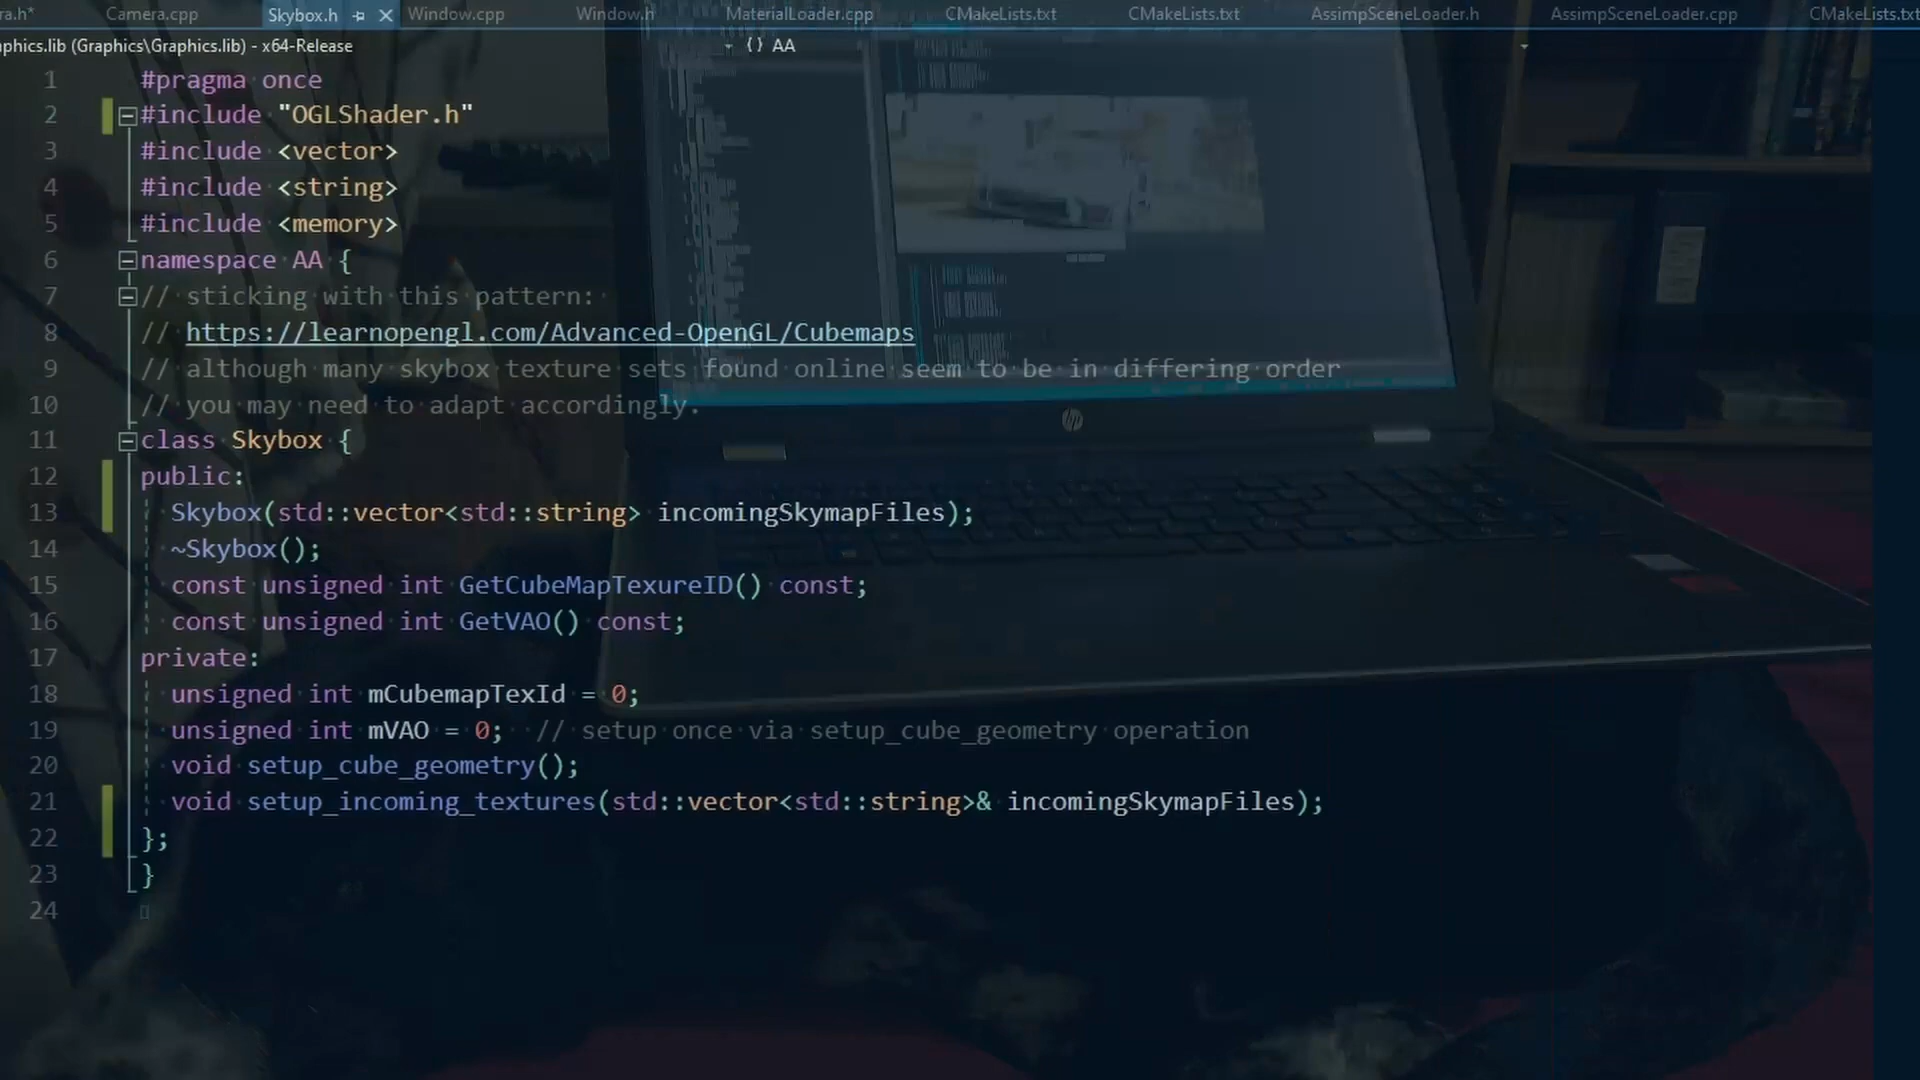 ra.h* Camera.cpp Skybox.h Window.cpp Window.h MaterialLoader.cpp CMakeLists.txt CMakeLists.txt AssimpSceneLoader.h AssimpSceneLoader.cpp CMakeLists.txt
aphics.lib (Graphics\Graphics.lib) - x64-Release {} AA
1 #pragma once
2 #include "OGLShader.h"
3 #include <vector>
4 #include <string>
5 #include <memory>
6 namespace AA {
7 // sticking with this pattern:
8 // https://learnopengl.com/Advanced-OpenGL/Cubemaps
9 // although many skybox texture sets found online seem to be in differing order
10 // you may need to adapt accordingly.
11 class Skybox {
12 public:
13 Skybox(std::vector<std::string> incomingSkymapFiles);
14 ~Skybox();
15 const unsigned int GetCubeMapTexureID() const;
16 const unsigned int GetVAO() const;
17 private:
18 unsigned int mCubemapTexId = 0;
19 unsigned int mVAO = 0; // setup once via setup_cube_geometry operation
20 void setup_cube_geometry();
21 void setup_incoming_textures(std::vector<std::string>& incomingSkymapFiles);
22 };
23 }
24
hp